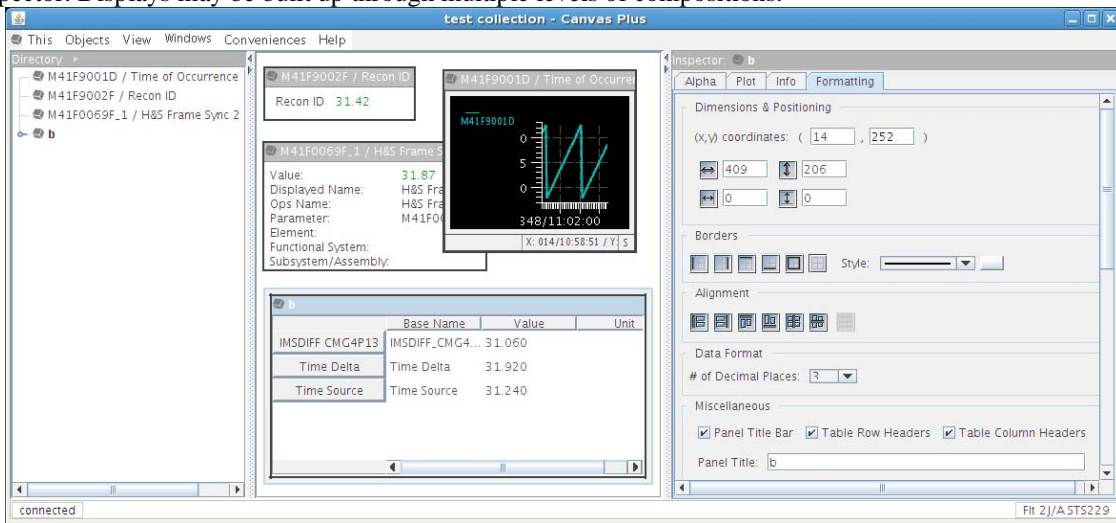 pector. Displays may be built up through multiple levels of compositions.
test collection - Canvas Plus
This Objects View Windows Conveniences Help
Directory
M41F9001D / Time of Occurrence
M41F9002F / Recon ID
M41F0069F_1 / H&S Frame Sync 2
b
M41F9002F / Recon ID
Recon ID 31.42
M41F0069F_1 / H&S Frame S
Value: 31.87
Displayed Name: H&S Fra
Ops Name: H&S Fra
Parameter: M41F00
Element:
Functional System:
Subsystem/Assembly:
M41F9001D / Time of Occurre
M41F9001D
0
5
0
348/11:02:00
X: 014/10:58:51 / Y: S
b
Base Name Value Unit
IMSDIFF CMG4P13 IMSDIFF_CMG4... 31.060
Time Delta Time Delta 31.920
Time Source Time Source 31.240
Inspector: b
Alpha Plot Info Formatting
Dimensions & Positioning
(x,y) coordinates: ( 14 , 252 )
409 206
0 0
Borders
Style:
Alignment
Data Format
# of Decimal Places: 3
Miscellaneous
Panel Title Bar Table Row Headers Table Column Headers
Panel Title: b
connected
Flt 2J/A STS229